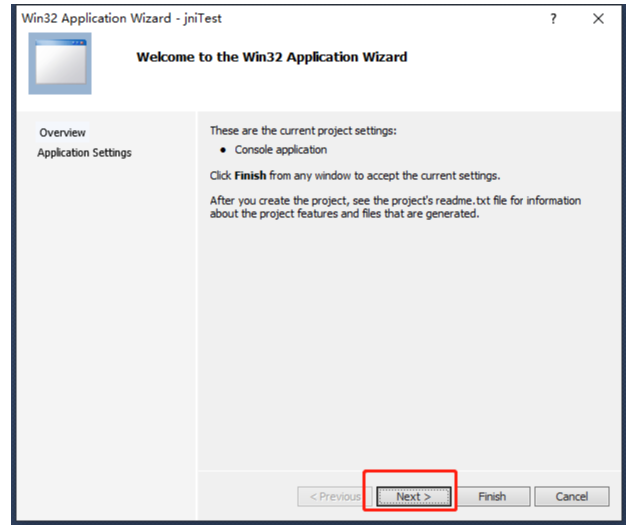 Win32 Application Wizard - jniTest
Welcome to the Win32 Application Wizard
Overview
Application Settings
These are the current project settings:
• Console application
Click Finish from any window to accept the current settings.
After you create the project, see the project's readme.txt file for information
about the project features and files that are generated.
< Previous
Next >
Finish
Cancel